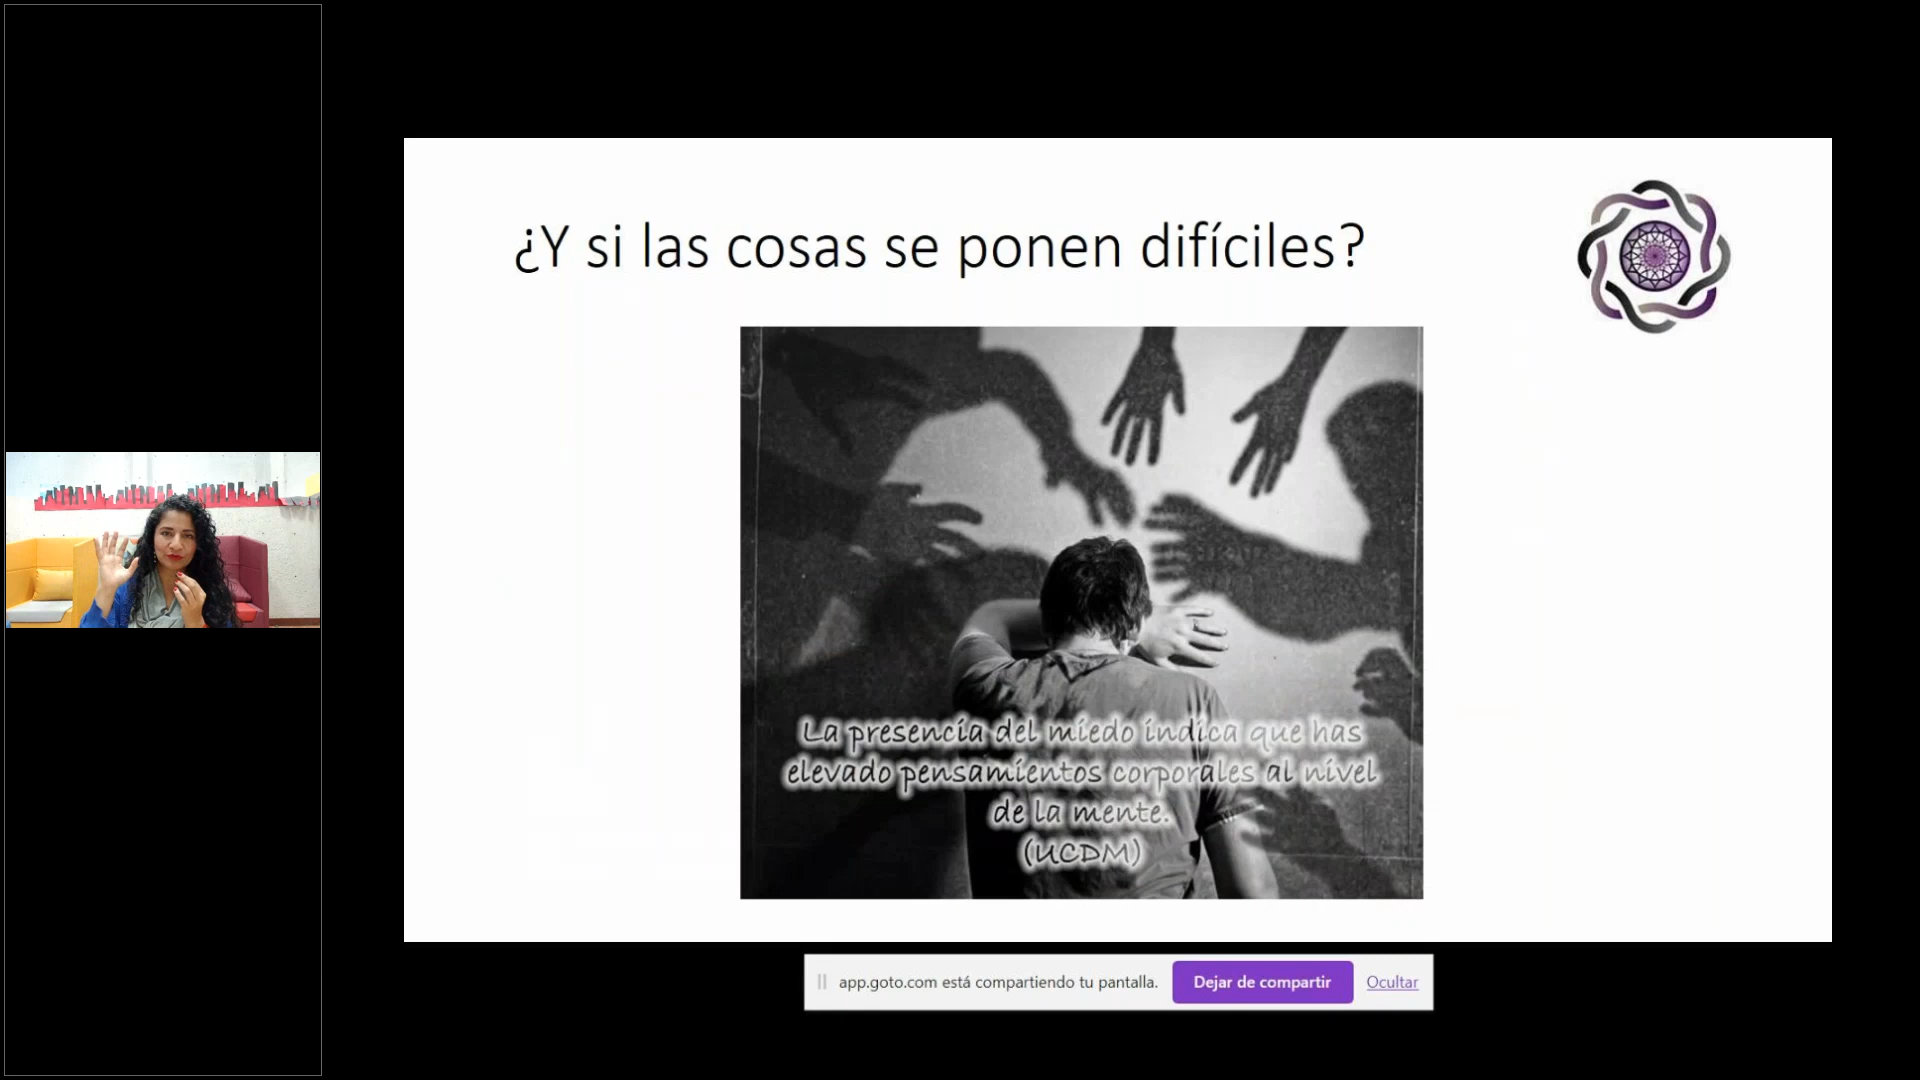 ¿Y si las cosas se ponen difíciles?
La presencia del miedo indica que has
elevado pensamientos corporales al nivel
de la mente.
(UCDM)
app.goto.com está compartiendo tu pantalla.
Dejar de compartir
Ocultar